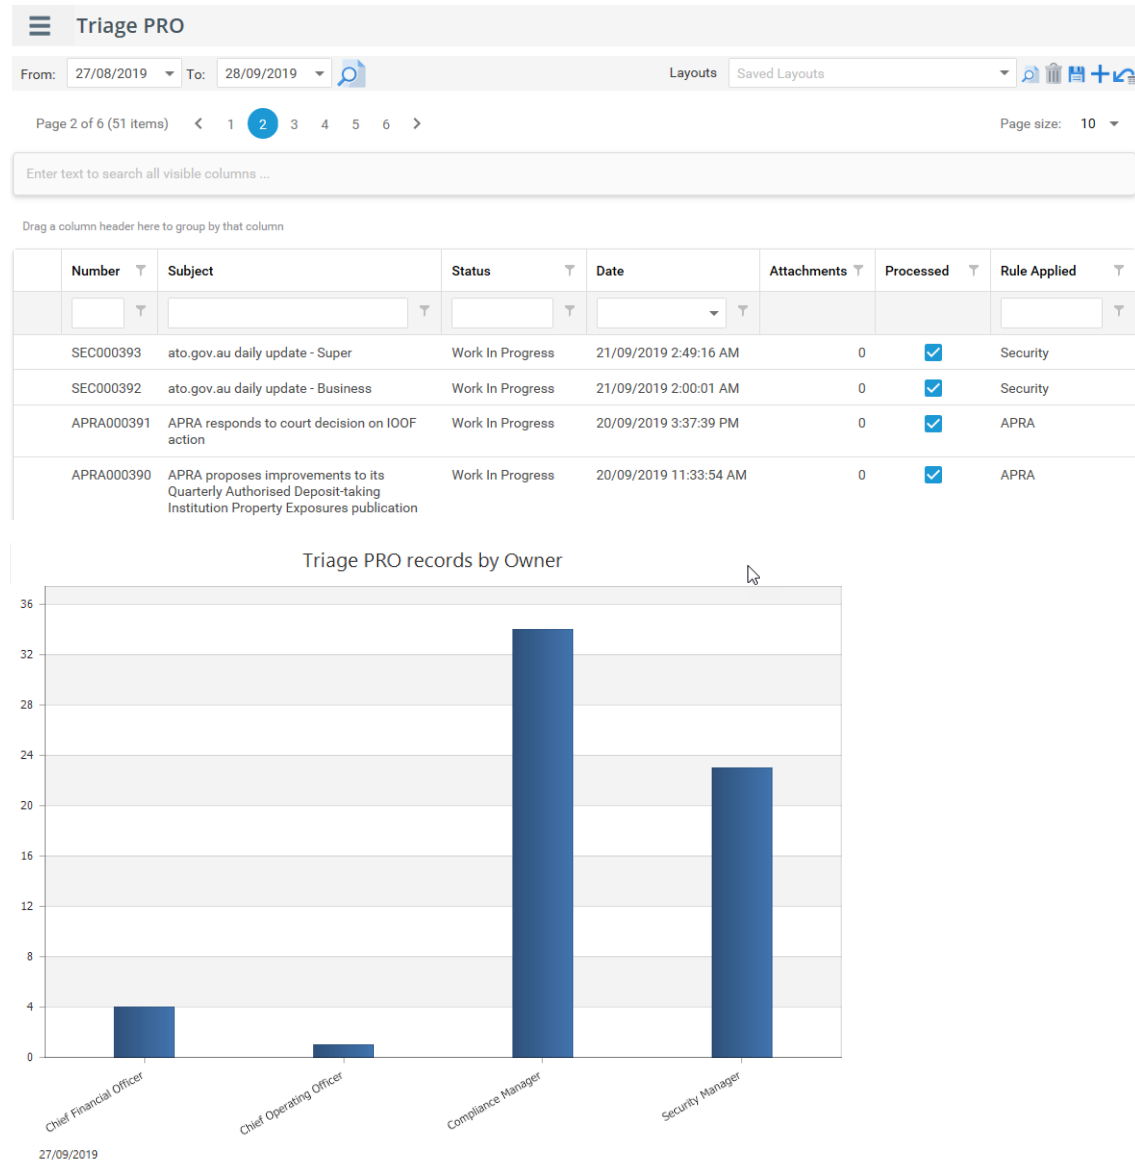 Triage PRO
From: 27/08/2019 To: 28/09/2019 Layouts Saved Layouts
Page 2 of 6 (51 items) 1 2 3 4 5 6 Page size: 10
Enter text to search all visible columns ...
Drag a column header here to group by that column
Number Subject Status Date Attachments Processed Rule Applied
SEC000393 ato.gov.au daily update - Super Work In Progress 21/09/2019 2:49:16 AM 0 Security
SEC000392 ato.gov.au daily update - Business Work In Progress 21/09/2019 2:00:01 AM 0 Security
APRA000391 APRA responds to court decision on IOOF Work In Progress 20/09/2019 3:37:39 PM 0 APRA
action
APRA000390 APRA proposes improvements to its Work In Progress 20/09/2019 11:33:54 AM 0 APRA
Quarterly Authorised Deposit-taking
Institution Property Exposures publication
Triage PRO records by Owner
36
32
28
24
20
16
12
8
4
0
Chief Financial Officer
Chief Operating Officer
Compliance Manager
Security Manager
27/09/2019